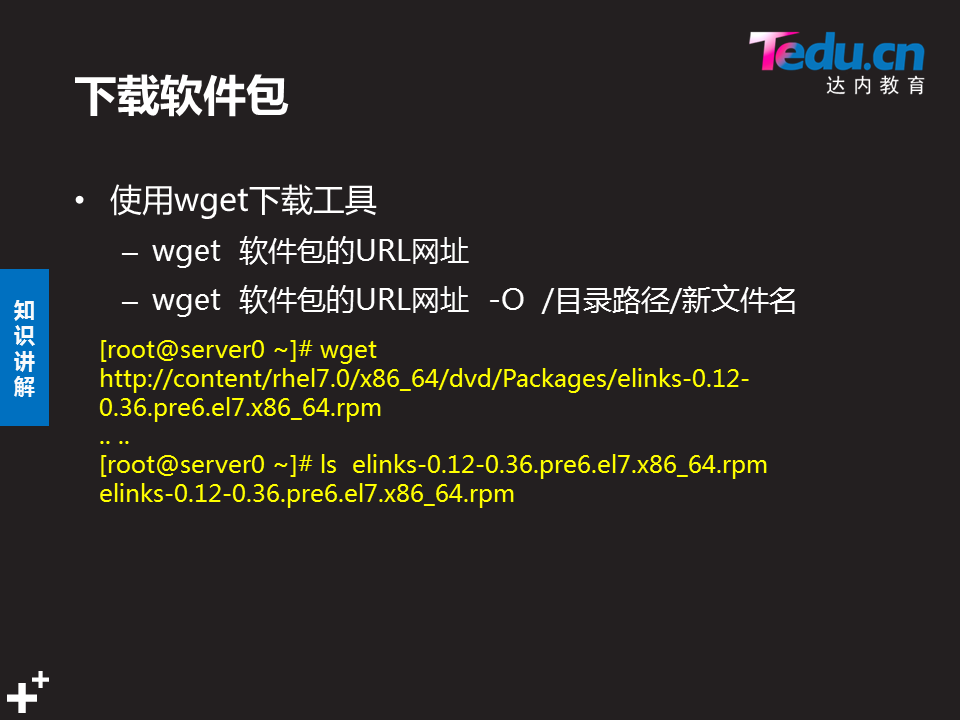 Tedu.cn
达内教育
下载软件包
• 使用wget下载工具
– wget 软件包的URL网址
– wget 软件包的URL网址 -O /目录路径/新文件名
知识讲解
[root@server0 ~]# wget
http://content/rhel7.0/x86_64/dvd/Packages/elinks-0.12-
0.36.pre6.el7.x86_64.rpm
.. ..
[root@server0 ~]# ls elinks-0.12-0.36.pre6.el7.x86_64.rpm
elinks-0.12-0.36.pre6.el7.x86_64.rpm